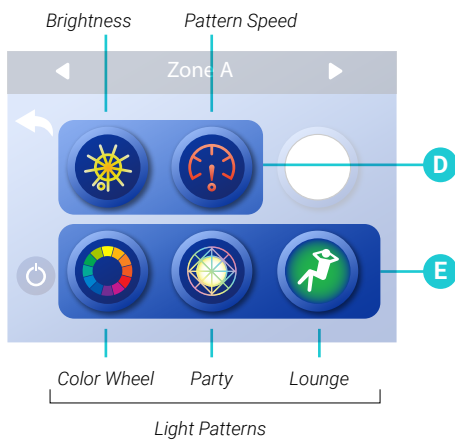 Brightness Pattern Speed
Zone A
D
E
Color Wheel Party Lounge
Light Patterns